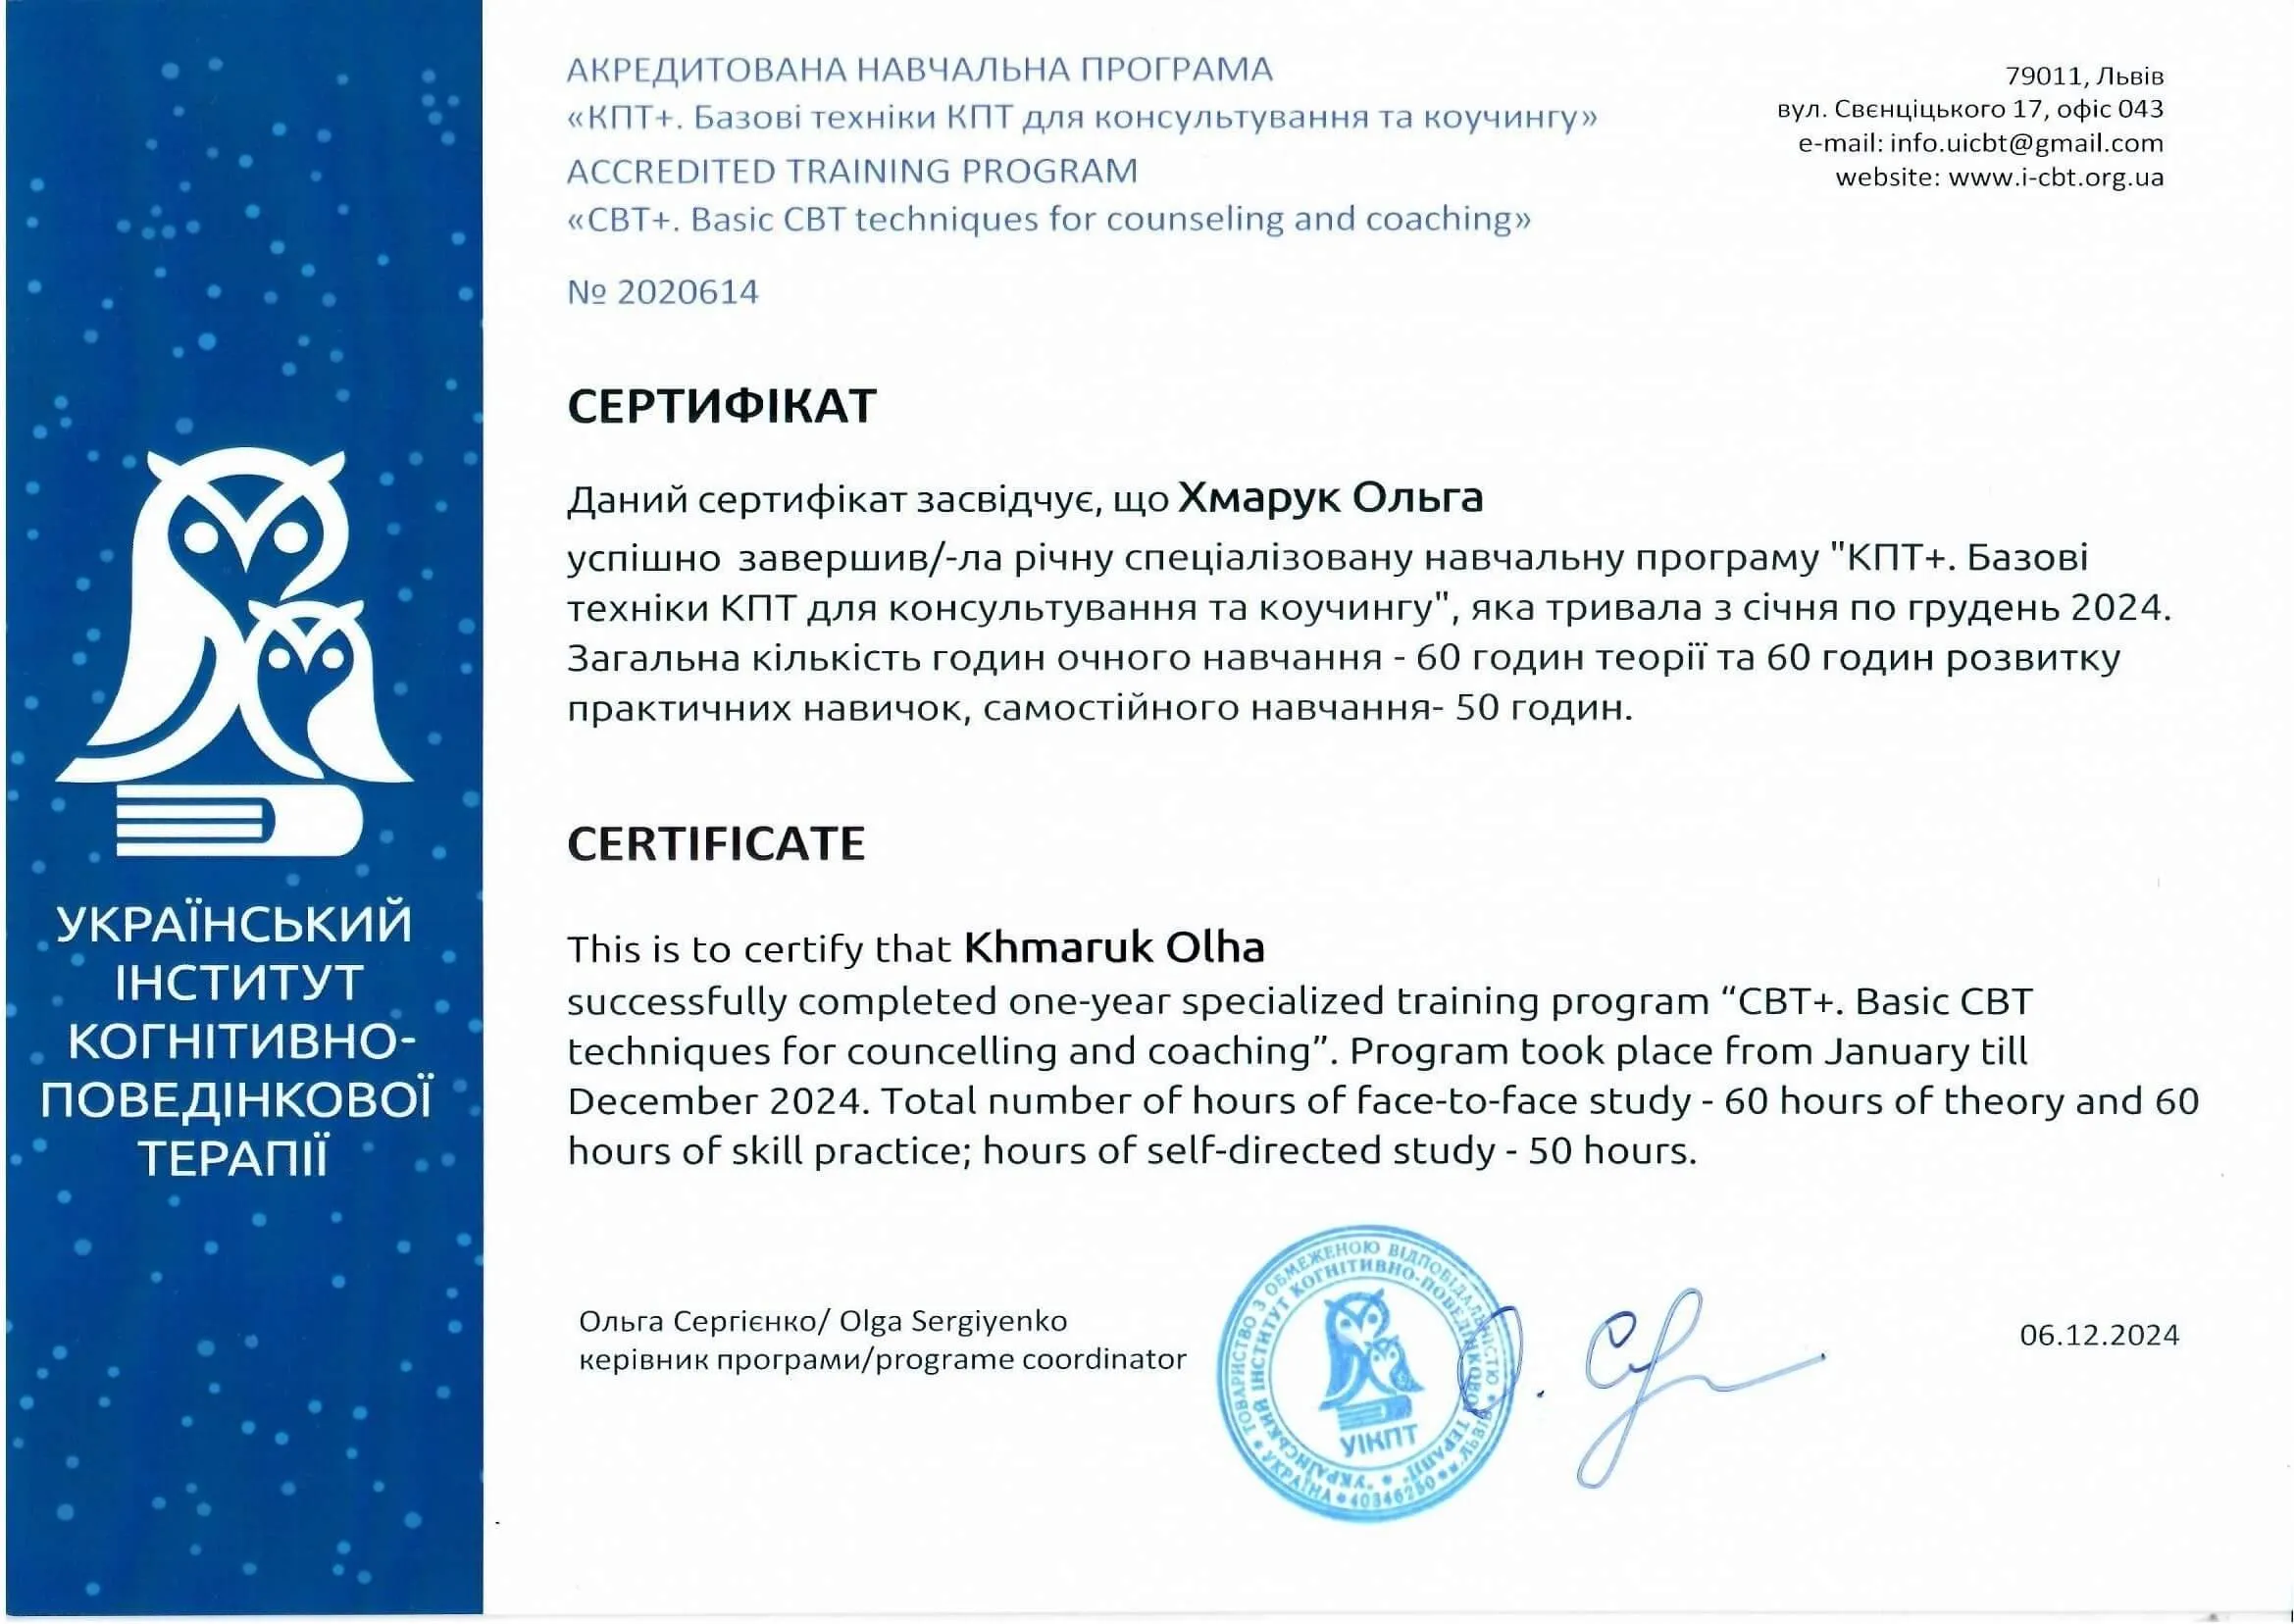 АКРЕДИТОВАНА НАВЧАЛЬНА ПРОГРАМА
«КПТ+. Базові техніки КПТ для консультування та коучингу»
ACCREDITED TRAINING PROGRAM
«CBT+. Basic CBT techniques for counseling and coaching»
№ 2020614
79011, Львів
вул. Свєнціцького 17, офіс 043
e-mail: info.uicbt@gmail.com
website: www.i-cbt.org.ua
СЕРТИФІКАТ
Даний сертифікат засвідчує, що Хмарук Ольга
успішно завершив/-ла річну спеціалізовану навчальну програму "КПТ+. Базові
техніки КПТ для консультування та коучингу", яка тривала з січня по грудень 2024.
Загальна кількість годин очного навчання - 60 годин теорії та 60 годин розвитку
практичних навичок, самостійного навчання- 50 годин.
CERTIFICATE
This is to certify that Khmaruk Olha
successfully completed one-year specialized training program “CBT+. Basic CBT
techniques for councelling and coaching”. Program took place from January till
December 2024. Total number of hours of face-to-face study - 60 hours of theory and 60
hours of skill practice; hours of self-directed study - 50 hours.
УКРАЇНСЬКИЙ
ІНСТИТУТ
КОГНІТИВНО-
ПОВЕДІНКОВОЇ
ТЕРАПІЇ
Ольга Сергієнко/ Olga Sergiyenko
керівник програми/programe coordinator
ТОВАРИСТВО З ОБМЕЖЕНОЮ ВІДПОВІДАЛЬНІСТЮ
м. ЛЬВІВ
УКРАЇНА
"УКРАЇНСЬКИЙ ІНСТИТУТ КОГНІТИВНО-ПОВЕДІНКОВОЇ ТЕРАПІЇ"
УІКПТ
06.12.2024